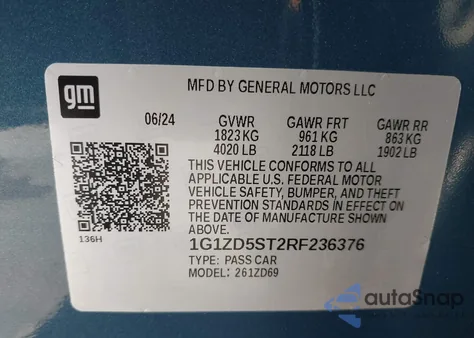 gm
MFD BY GENERAL MOTORS LLC
06/24 GVWR GAWR FRT GAWR RR
1823 KG 961 KG 863 KG
4020 LB 2118 LB 1902 LB
THIS VEHICLE CONFORMS TO ALL
APPLICABLE U.S. FEDERAL MOTOR
VEHICLE SAFETY, BUMPER, AND THEFT
PREVENTION STANDARDS IN EFFECT ON
THE DATE OF MANUFACTURE SHOWN
ABOVE.
136H
1G1ZD5ST2RF236376
TYPE: PASS CAR
MODEL: 261ZD69
autoSnap